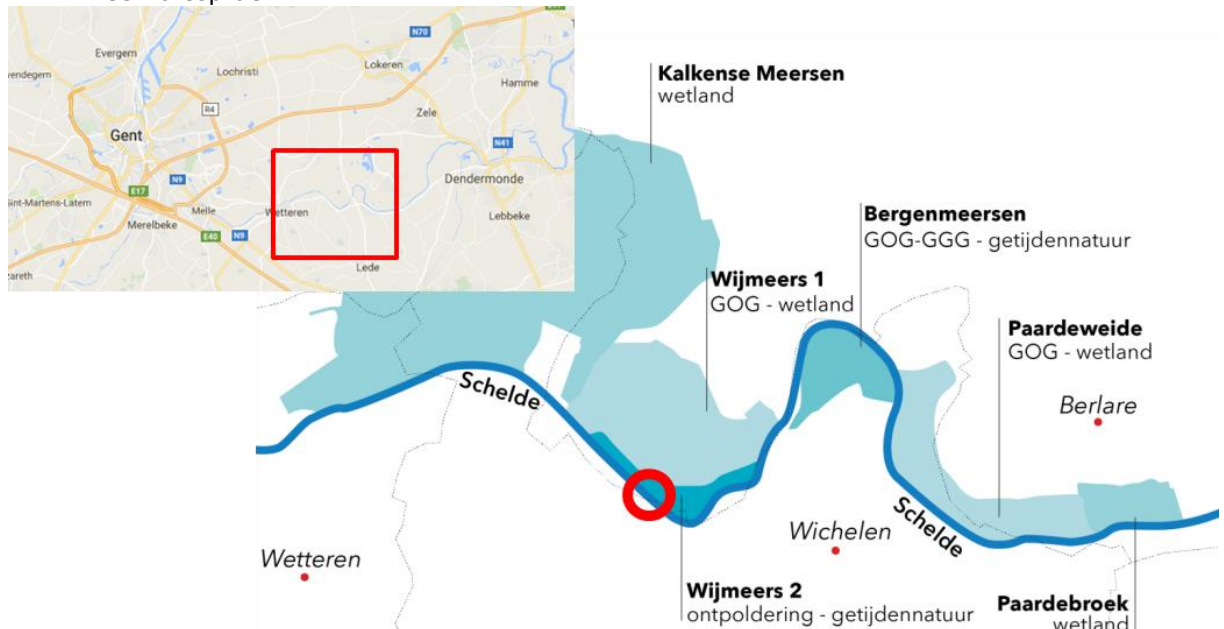 N70
Evergem
Lochristi
Lokeren
Hamme
R4
Zele
Gent
N41
N9
Dendermonde
E17
Melle
Wetteren
Merelbeke
Lebbeke
E40
N9
Lede
Kalkense Meersen
wetland
Bergenmeersen
GOG-GGG - getijdennatuur
Wijmeers 1
GOG - wetland
Paardeweide
GOG - wetland
Berlare
Schelde
Schelde
Wichelen
Wetteren
Wijmeers 2
ontpoldering - getijdennatuur
Paardebroek
wetland